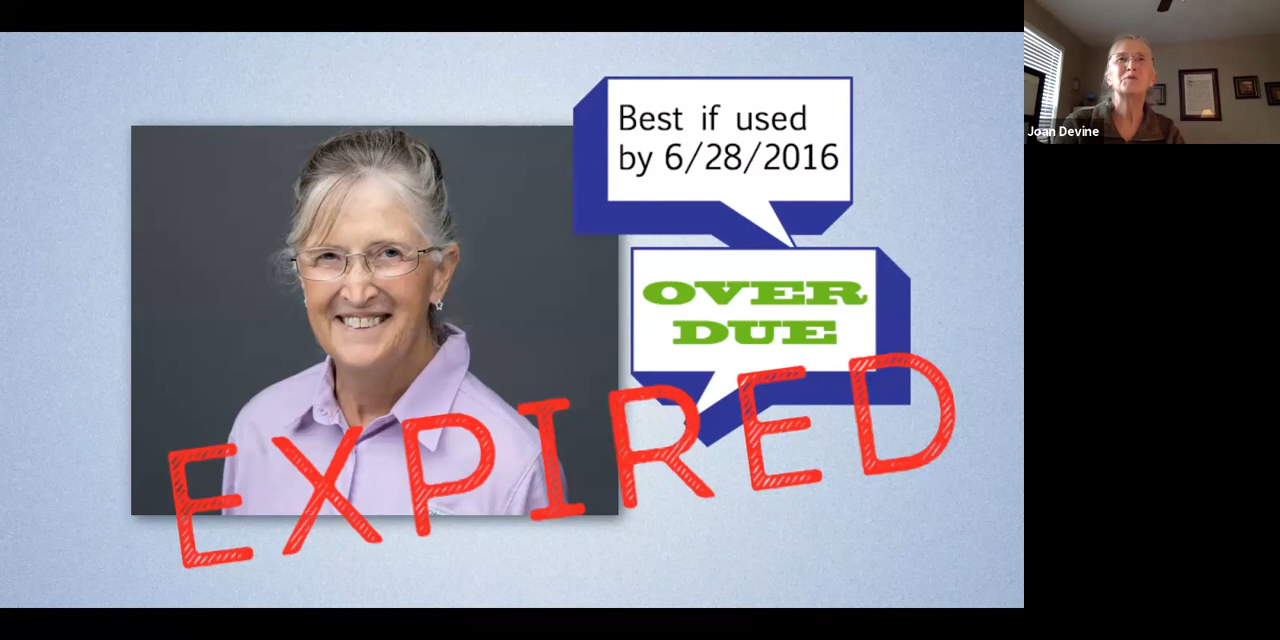 Best if used
by 6/28/2016
OVER
DUE
EXPIRED
Joan Devine